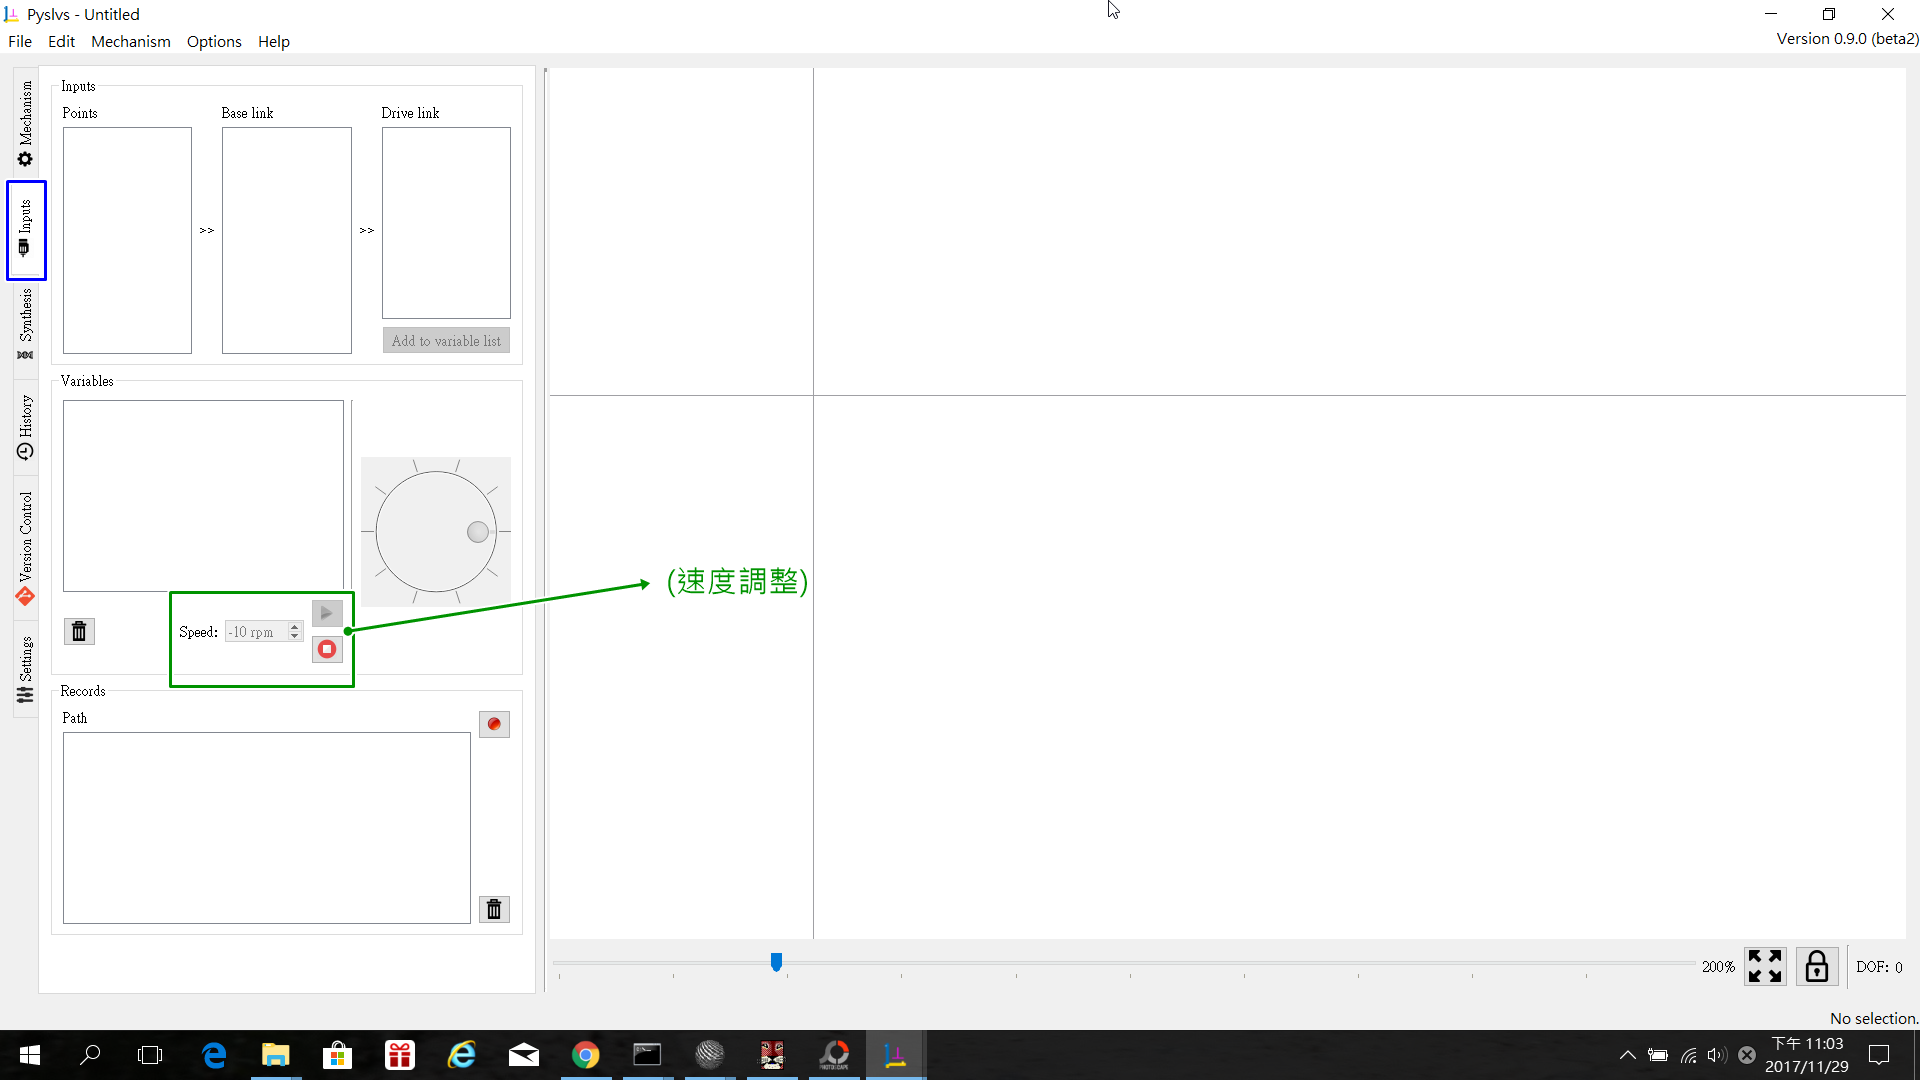 Pyslvs - Untitled
File Edit Mechanism Options Help
Version 0.9.0 (beta2)
Mechanism
Inputs
Synthesis
History
Version Control
Settings
Inputs
Points Base link Drive link
>> >>
Add to variable list
Variables
Speed: -10 rpm
(速度調整)
Records
Path
200% DOF: 0
No selection.
PHOTOSCAPE
下午 11:03
2017/11/29